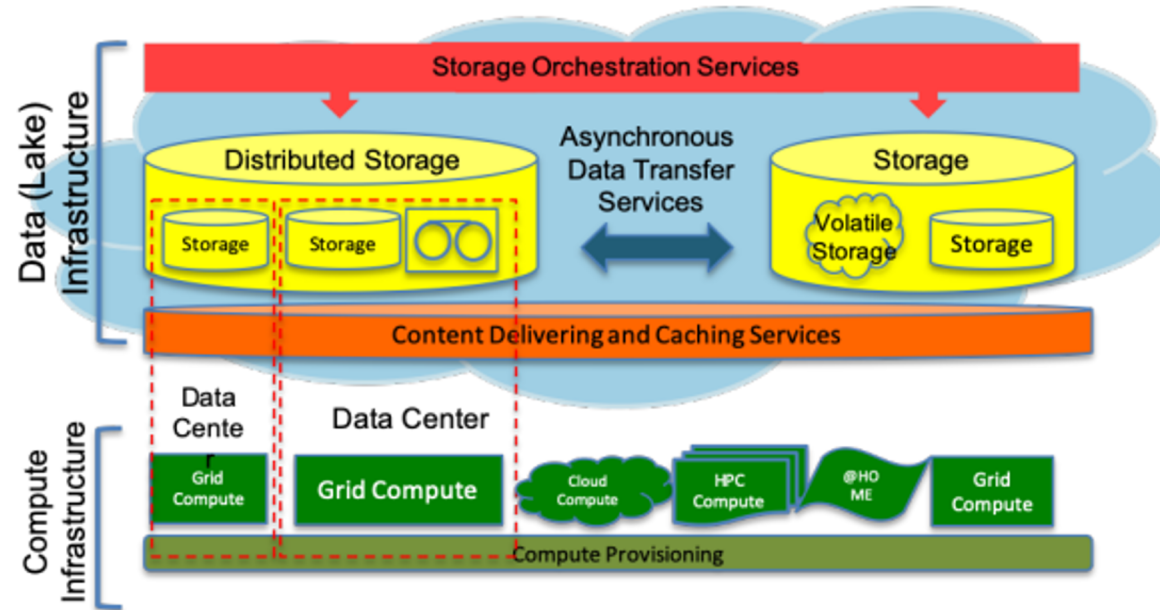 Data (Lake)
Infrastructure
Storage Orchestration Services
Distributed Storage
Storage
Storage
Asynchronous
Data Transfer
Services
Storage
Volatile
Storage
Storage
Content Delivering and Caching Services
Compute
Infrastructure
Data
Cente
r
Data Center
Grid
Compute
Grid Compute
Cloud
Compute
HPC
Compute
@HO
ME
Grid
Compute
Compute Provisioning